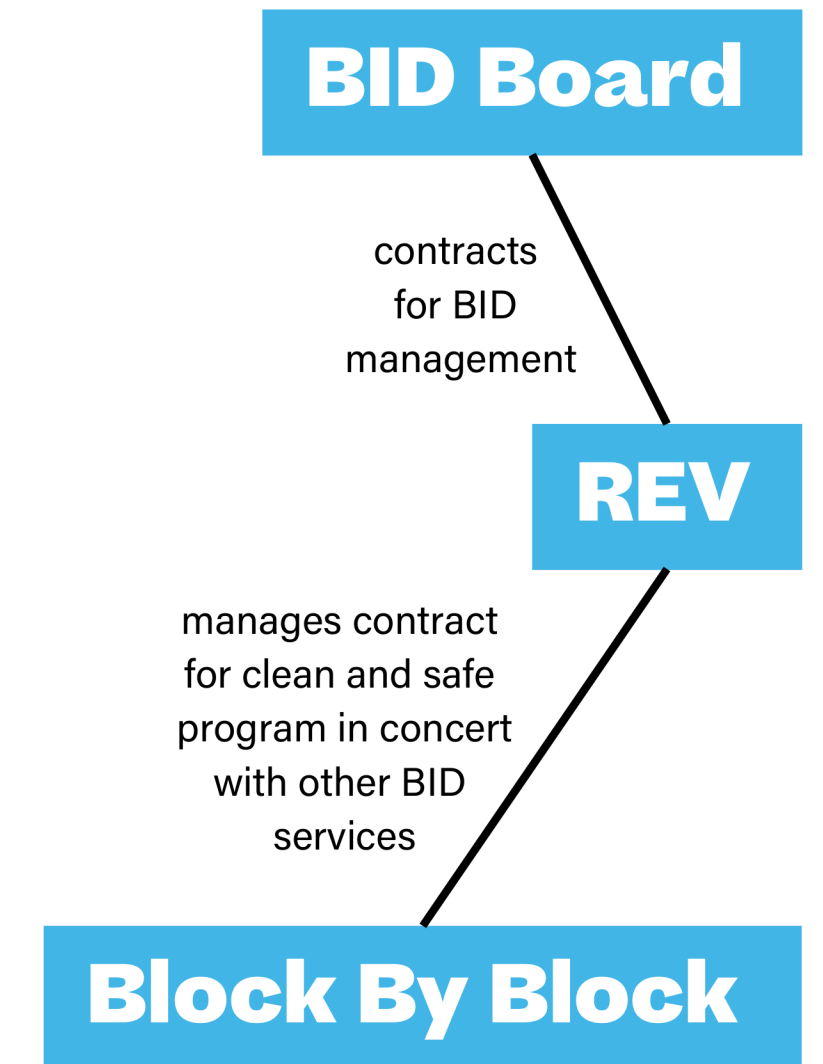 BID Board
contracts
for BID
management
REV
manages contract
for clean and safe
program in concert
with other BID
services
Block By Block